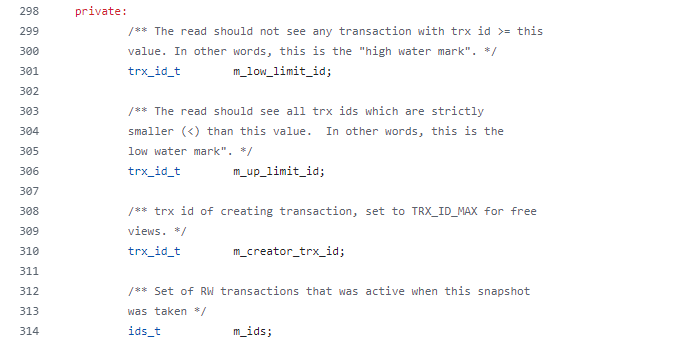 298 private:
299 /** The read should not see any transaction with trx id >= this
300 value. In other words, this is the "high water mark". */
301 trx_id_t m_low_limit_id;
302
303 /** The read should see all trx ids which are strictly
304 smaller (<) than this value.  In other words, this is the
305 low water mark". */
306 trx_id_t m_up_limit_id;
307
308 /** trx id of creating transaction, set to TRX_ID_MAX for free
309 views. */
310 trx_id_t m_creator_trx_id;
311
312 /** Set of RW transactions that was active when this snapshot
313 was taken */
314 ids_t m_ids;